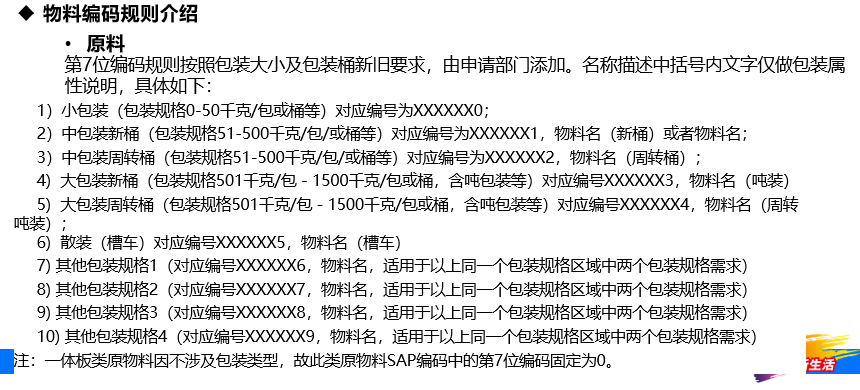 ◆ 物料编码规则介绍
• 原料
第7位编码规则按照包装大小及包装桶新旧要求，由申请部门添加。名称描述中括号内文字仅做包装属
性说明，具体如下：
1）小包装（包装规格0-50千克/包或桶等）对应编号为XXXXXX0；
2）中包装新桶（包装规格51-500千克/包/或桶等）对应编号为XXXXXX1，物料名（新桶）或者物料名；
3）中包装周转桶（包装规格51-500千克/包/或桶等）对应编号为XXXXXX2，物料名（周转桶）；
4）大包装新桶（包装规格501千克/包－1500千克/包或桶，含吨包装等）对应编号XXXXXX3，物料名（吨装）
5）大包装周转桶（包装规格501千克/包－1500千克/包或桶，含吨包装等）对应编号XXXXXX4，物料名（周转
吨装）；
6）散装（槽车）对应编号XXXXXX5，物料名（槽车）
7) 其他包装规格1（对应编号XXXXXX6，物料名，适用于以上同一个包装规格区域中两个包装规格需求）
8) 其他包装规格2（对应编号XXXXXX7，物料名，适用于以上同一个包装规格区域中两个包装规格需求）
9) 其他包装规格3（对应编号XXXXXX8，物料名，适用于以上同一个包装规格区域中两个包装规格需求）
10) 其他包装规格4（对应编号XXXXXX9，物料名，适用于以上同一个包装规格区域中两个包装规格需求）
注：一体板类原物料因不涉及包装类型，故此类原物料SAP编码中的第7位编码固定为0。
生活